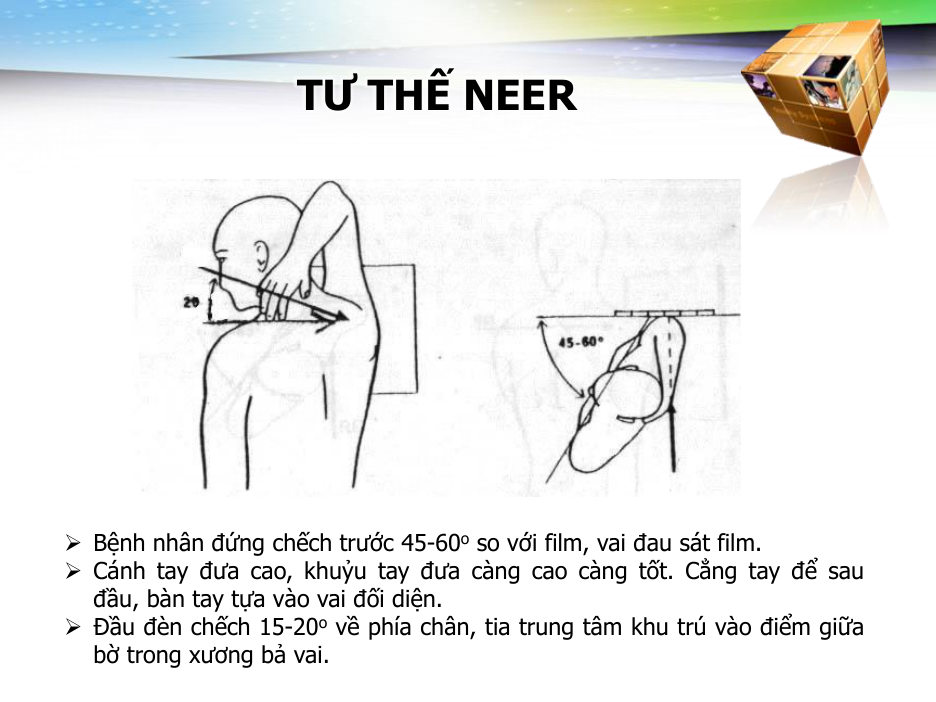 TƯ THẾ NEER
20
45-60°
➢ Bệnh nhân đứng chếch trước 45-60º so với film, vai đau sát film.
➢ Cánh tay đưa cao, khuỷu tay đưa càng cao càng tốt. Cẳng tay để sau
đầu, bàn tay tựa vào vai đối diện.
➢ Đầu đèn chếch 15-20º về phía chân, tia trung tâm khu trú vào điểm giữa
bờ trong xương bả vai.